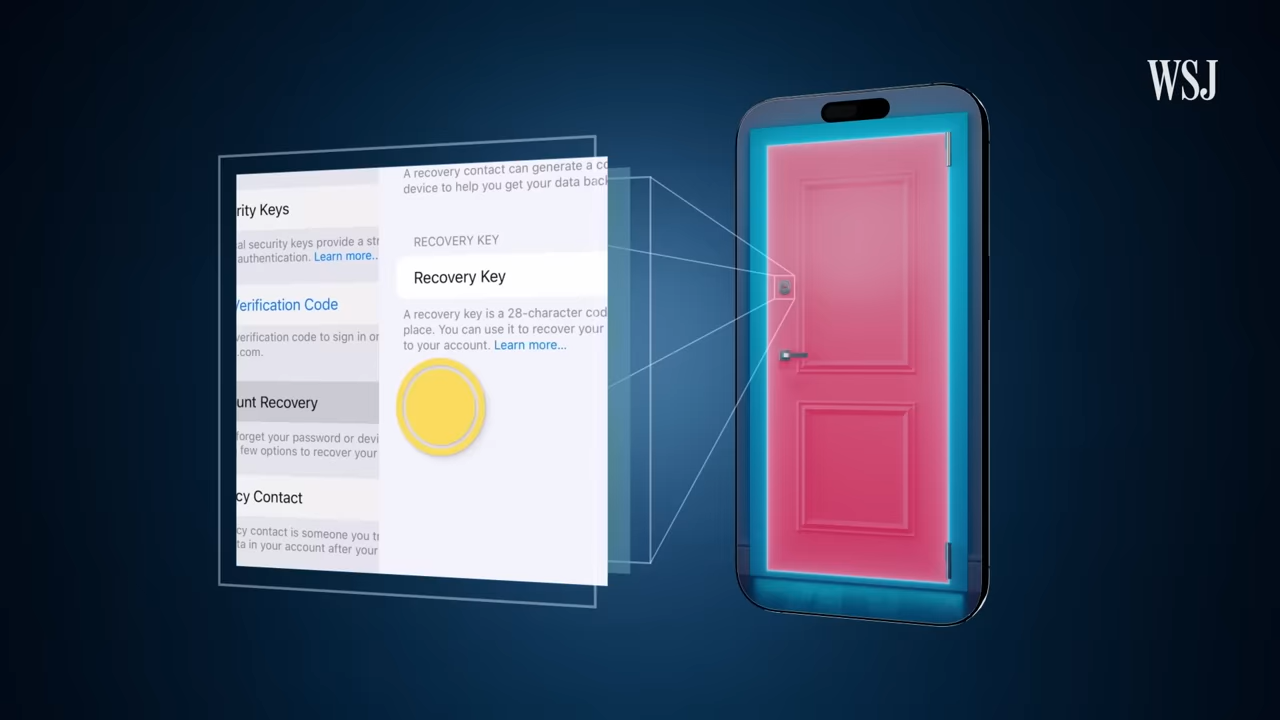 WSJ
rity Keys
al security keys provide a str
authentication. Learn more...
Verification Code
verification code to sign in or
.com.
unt Recovery
forget your password or devi
few options to recover your
cy Contact
cy contact is someone you tr
ta in your account after your
A recovery contact can generate a co
device to help you get your data back
RECOVERY KEY
Recovery Key
A recovery key is a 28-character cod
place. You can use it to recover your
to your account. Learn more...